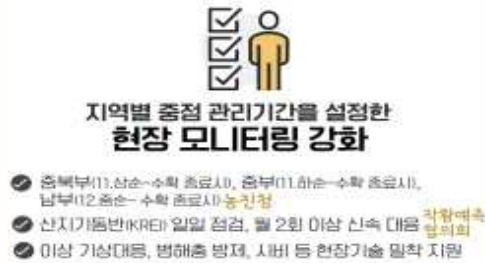 지역별 중점 관리기간을 설정한
현장 모니터링 강화
중북부(11.상순~수확 종료시), 중부(11.하순~수확 종료시),
남부(12.중순~ 수확 종료시) 농진청
산지기동반(KREI) 일일 점검, 월 2회 이상 신속 대응 작황예측
협의회
이상 기상대응, 병해충 방제, 시비 등 현장기술 밀착 지원